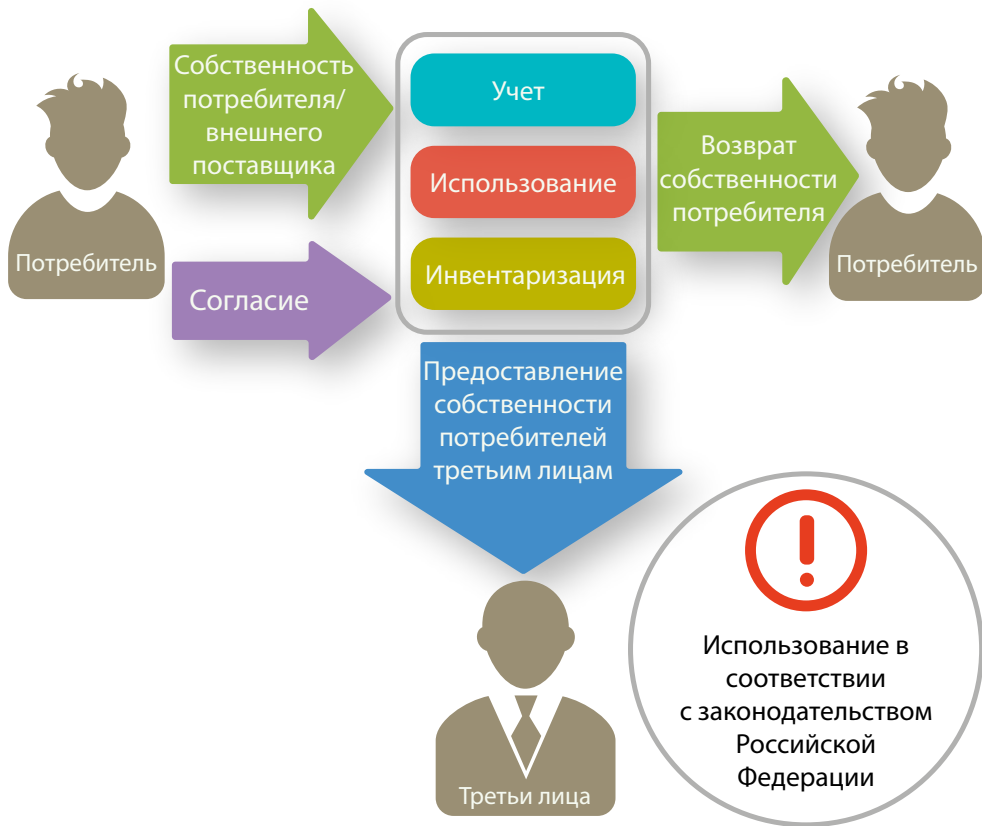 Потребитель
Собственность
потребителя/
внешнего
поставщика
Согласие
Учет
Использование
Инвентаризация
Возврат
собственности
потребителя
Потребитель
Предоставление
собственности
потребителей
третьим лицам
Третьи лица
Использование в
соответствии
с законодательством
Российской
Федерации